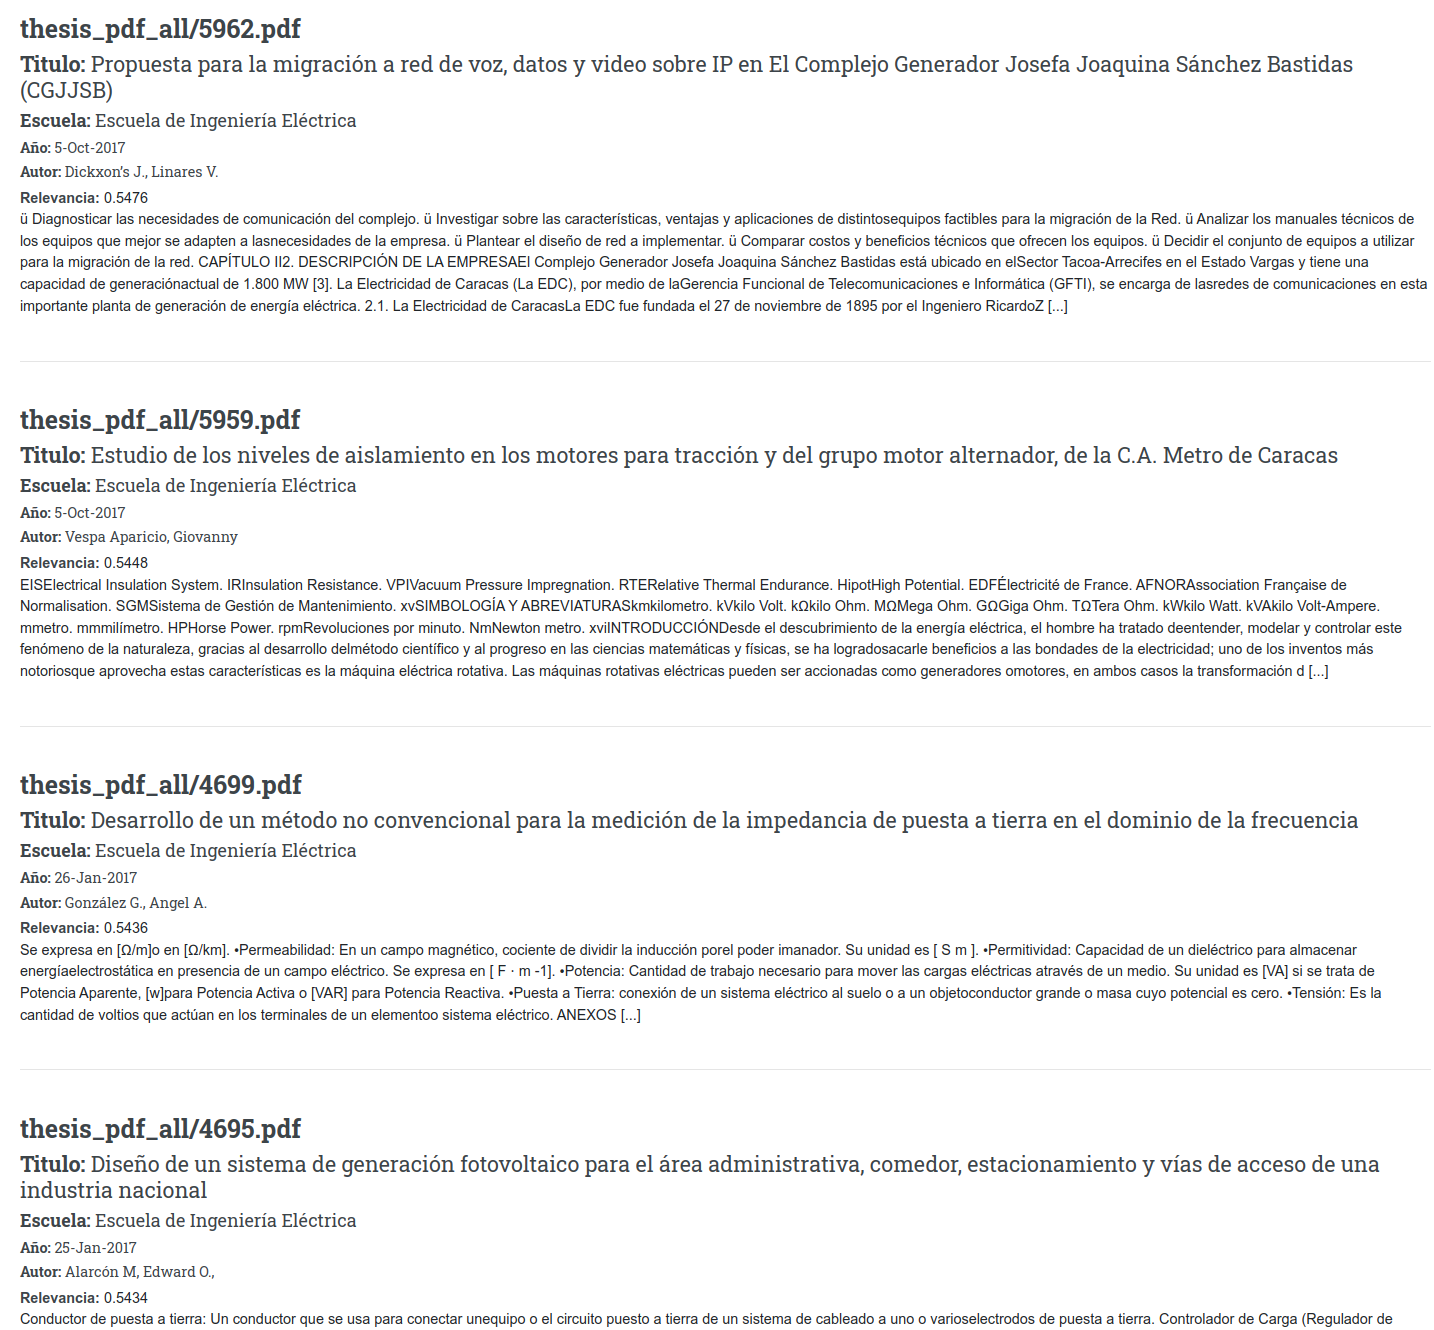 thesis_pdf_all/5962.pdf
Titulo: Propuesta para la migración a red de voz, datos y video sobre IP en El Complejo Generador Josefa Joaquina Sánchez Bastidas
(CGJJSB)
Escuela: Escuela de Ingeniería Eléctrica
Año: 5-Oct-2017
Autor: Dickxon’s J., Linares V.
Relevancia: 0.5476
ü Diagnosticar las necesidades de comunicación del complejo. ü Investigar sobre las características, ventajas y aplicaciones de distintosequipos factibles para la migración de la Red. ü Analizar los manuales técnicos de
los equipos que mejor se adapten a lasnecesidades de la empresa. ü Plantear el diseño de red a implementar. ü Comparar costos y beneficios técnicos que ofrecen los equipos. ü Decidir el conjunto de equipos a utilizar
para la migración de la red. CAPÍTULO II2. DESCRIPCIÓN DE LA EMPRESAEl Complejo Generador Josefa Joaquina Sánchez Bastidas está ubicado en elSector Tacoa-Arrecifes en el Estado Vargas y tiene una
capacidad de generaciónactual de 1.800 MW [3]. La Electricidad de Caracas (La EDC), por medio de laGerencia Funcional de Telecomunicaciones e Informática (GFTI), se encarga de lasredes de comunicaciones en esta
importante planta de generación de energía eléctrica. 2.1. La Electricidad de CaracasLa EDC fue fundada el 27 de noviembre de 1895 por el Ingeniero RicardoZ [...]
thesis_pdf_all/5959.pdf
Titulo: Estudio de los niveles de aislamiento en los motores para tracción y del grupo motor alternador, de la C.A. Metro de Caracas
Escuela: Escuela de Ingeniería Eléctrica
Año: 5-Oct-2017
Autor: Vespa Aparicio, Giovanny
Relevancia: 0.5448
EISElectrical Insulation System. IRInsulation Resistance. VPIVacuum Pressure Impregnation. RTERelative Thermal Endurance. HipotHigh Potential. EDFÉlectricité de France. AFNORAssociation Française de
Normalisation. SGMSistema de Gestión de Mantenimiento. xvSIMBOLOGÍA Y ABREVIATURASkmkilometro. kVkilo Volt. kΩkilo Ohm. MΩMega Ohm. GΩGiga Ohm. TΩTera Ohm. kWkilo Watt. kVAkilo Volt-Ampere.
mmetro. mmmilímetro. HPHorse Power. rpmRevoluciones por minuto. NmNewton metro. xviINTRODUCCIÓNDesde el descubrimiento de la energía eléctrica, el hombre ha tratado deentender, modelar y controlar este
fenómeno de la naturaleza, gracias al desarrollo delmétodo científico y al progreso en las ciencias matemáticas y físicas, se ha logradosacarle beneficios a las bondades de la electricidad; uno de los inventos más
notoriosque aprovecha estas características es la máquina eléctrica rotativa. Las máquinas rotativas eléctricas pueden ser accionadas como generadores omotores, en ambos casos la transformación d [...]
thesis_pdf_all/4699.pdf
Titulo: Desarrollo de un método no convencional para la medición de la impedancia de puesta a tierra en el dominio de la frecuencia
Escuela: Escuela de Ingeniería Eléctrica
Año: 26-Jan-2017
Autor: González G., Angel A.
Relevancia: 0.5436
Se expresa en [Ω/m]o en [Ω/km]. •Permeabilidad: En un campo magnético, cociente de dividir la inducción porel poder imanador. Su unidad es [ S m ]. •Permitividad: Capacidad de un dieléctrico para almacenar
energíaelectrostática en presencia de un campo eléctrico. Se expresa en [ F · m -1]. •Potencia: Cantidad de trabajo necesario para mover las cargas eléctricas através de un medio. Su unidad es [VA] si se trata de
Potencia Aparente, [w]para Potencia Activa o [VAR] para Potencia Reactiva. •Puesta a Tierra: conexión de un sistema eléctrico al suelo o a un objetoconductor grande o masa cuyo potencial es cero. •Tensión: Es la
cantidad de voltios que actúan en los terminales de un elementoo sistema eléctrico. ANEXOS [...]
thesis_pdf_all/4695.pdf
Titulo: Diseño de un sistema de generación fotovoltaico para el área administrativa, comedor, estacionamiento y vías de acceso de una
industria nacional
Escuela: Escuela de Ingeniería Eléctrica
Año: 25-Jan-2017
Autor: Alarcón M, Edward O.,
Relevancia: 0.5434
Conductor de puesta a tierra: Un conductor que se usa para conectar unequipo o el circuito puesto a tierra de un sistema de cableado a uno o varioselectrodos de puesta a tierra. Controlador de Carga (Regulador de